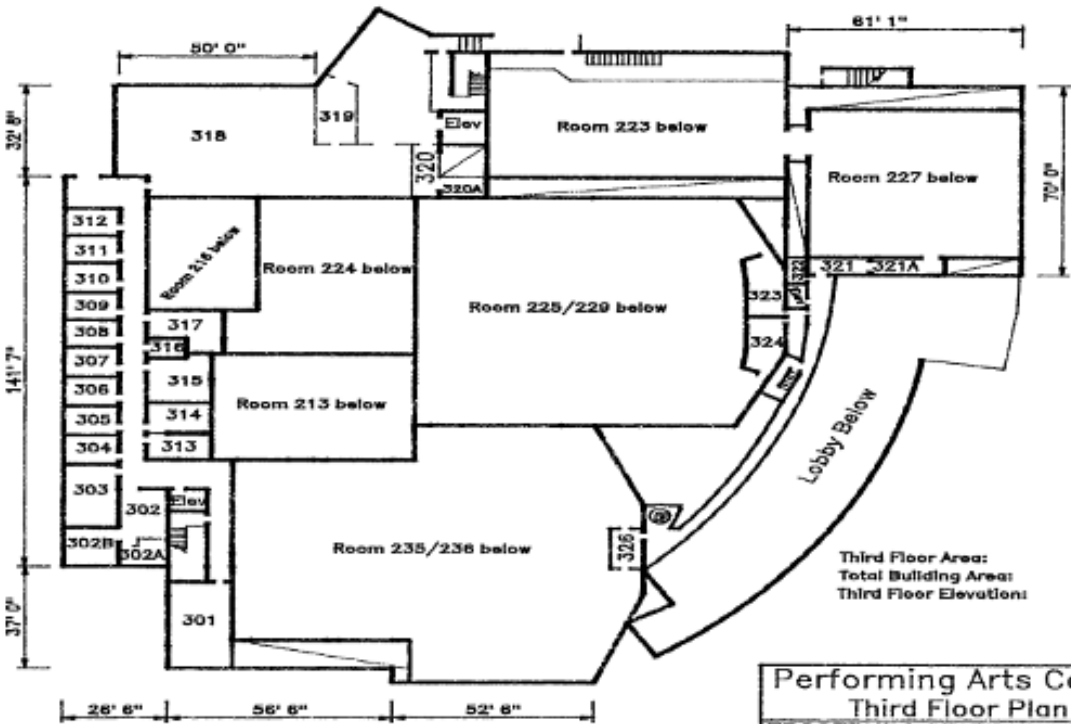 61' 1"
50' 0"
32' 8"
318
319
Elev
Room 223 below
320
320A
Room 227 below
70' 0"
312
311
310
309
308
307
306
305
304
303
302
302B
302A
Room 224 below
317
316
315
314
313
Room 213 below
Room 225/229 below
323
324
322
321
321A
141' 7"
Lobby Below
Elev
Room 235/236 below
326
301
37' 0"
Third Floor Area:
Total Building Area:
Third Floor Elevation:
26' 6"
56' 6"
52' 6"
Performing Arts Ce
Third Floor Plan